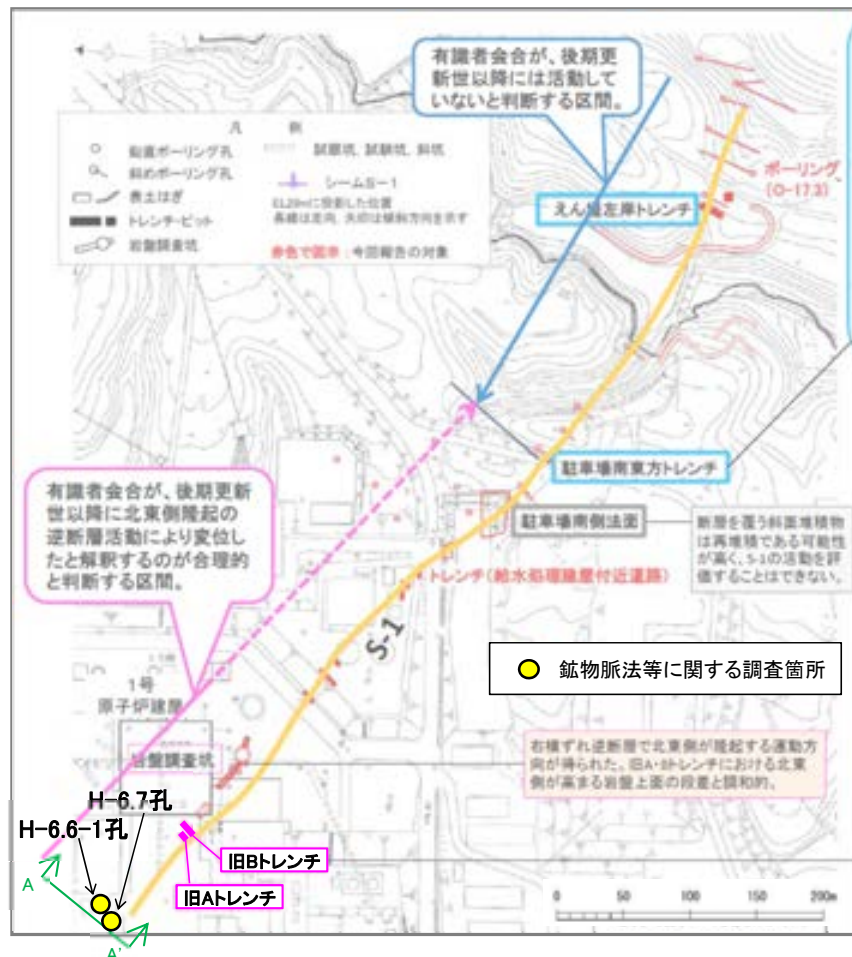 有識者会合が、後期更
新世以降には活動して
いないと判断する区間。
凡 例
鉛直ボーリング孔
斜めボーリング孔
表土はぎ
トレンチ・ピット
岩盤調査坑
試掘坑、試験坑、斜坑
シームS-1
赤色で図示：今回報告の対象
ボーリング
(O-17.3)
えん堤左岸トレンチ
駐車場南東方トレンチ
駐車場南側法面
断層を覆う斜面堆積物
は再堆積である可能性
が高く、S-1の活動を評
価することはできない。
有識者会合が、後期更新
世以降に北東側隆起の
逆断層活動により変位し
たと解釈するのが合理的
と判断する区間。
トレンチ(給水処理建屋付近道路)
S-1
鉱物脈法等に関する調査箇所
1号
原子炉建屋
岩盤調査坑
右横ずれ逆断層で北東側が隆起する運動方
向が得られた。旧A・Bトレンチにおける北東
側が高まる岩盤上面の段差と調和的。
H-6.7孔
H-6.6-1孔
旧Bトレンチ
旧Aトレンチ
A
A'
0 50 100 150 200m